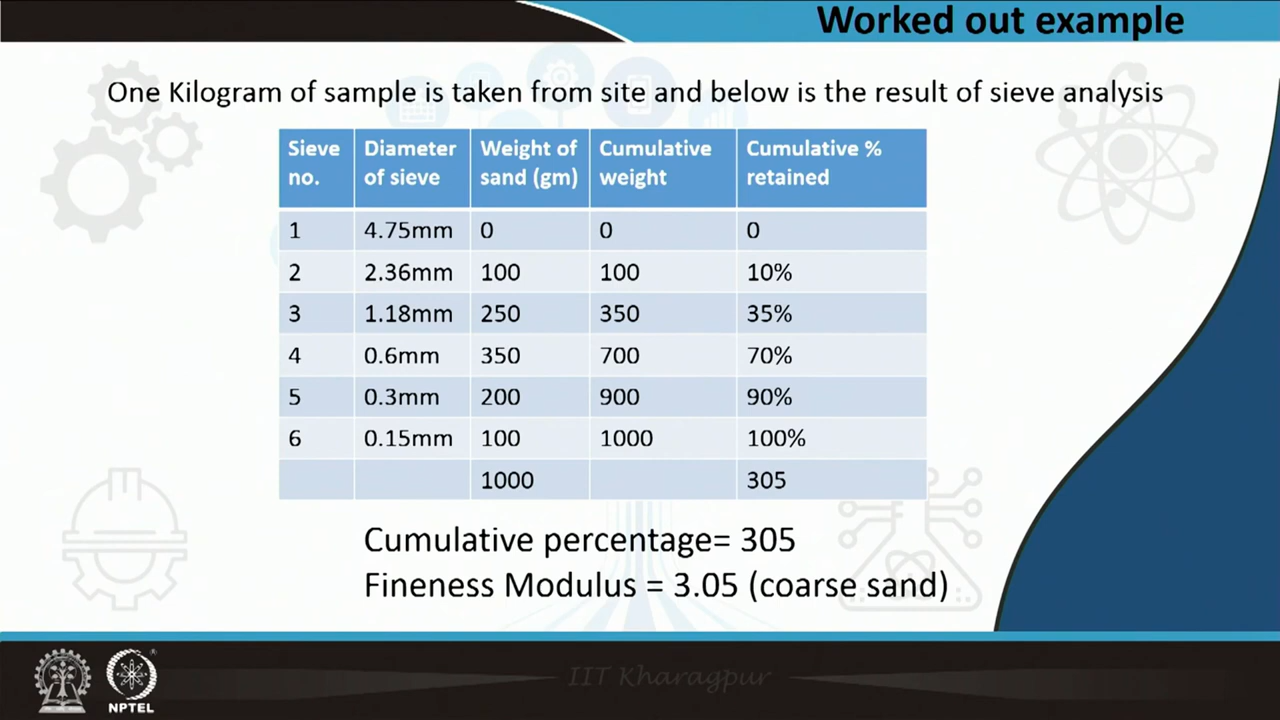 Worked out example
One Kilogram of sample is taken from site and below is the result of sieve analysis
Sieve no. Diameter of sieve Weight of sand (gm) Cumulative weight Cumulative % retained
1 4.75mm 0 0 0
2 2.36mm 100 100 10%
3 1.18mm 250 350 35%
4 0.6mm 350 700 70%
5 0.3mm 200 900 90%
6 0.15mm 100 1000 100%
1000 305
Cumulative percentage= 305
Fineness Modulus = 3.05 (coarse sand)
IIT Kharagpur
NPTEL